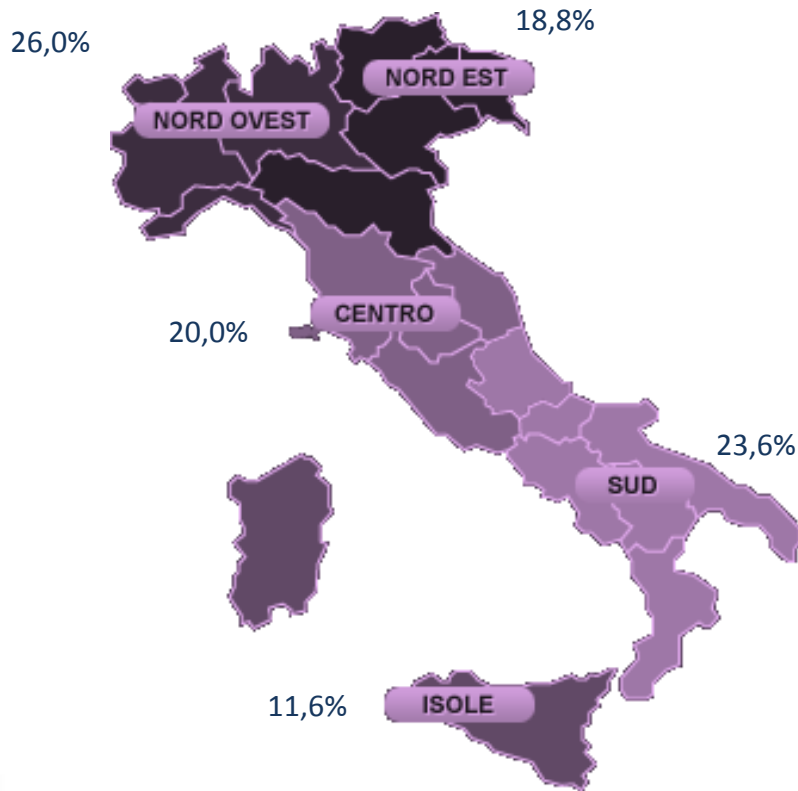 18,8%
26,0%
NORD EST
NORD OVEST
CENTRO
20,0%
23,6%
SUD
11,6%
ISOLE